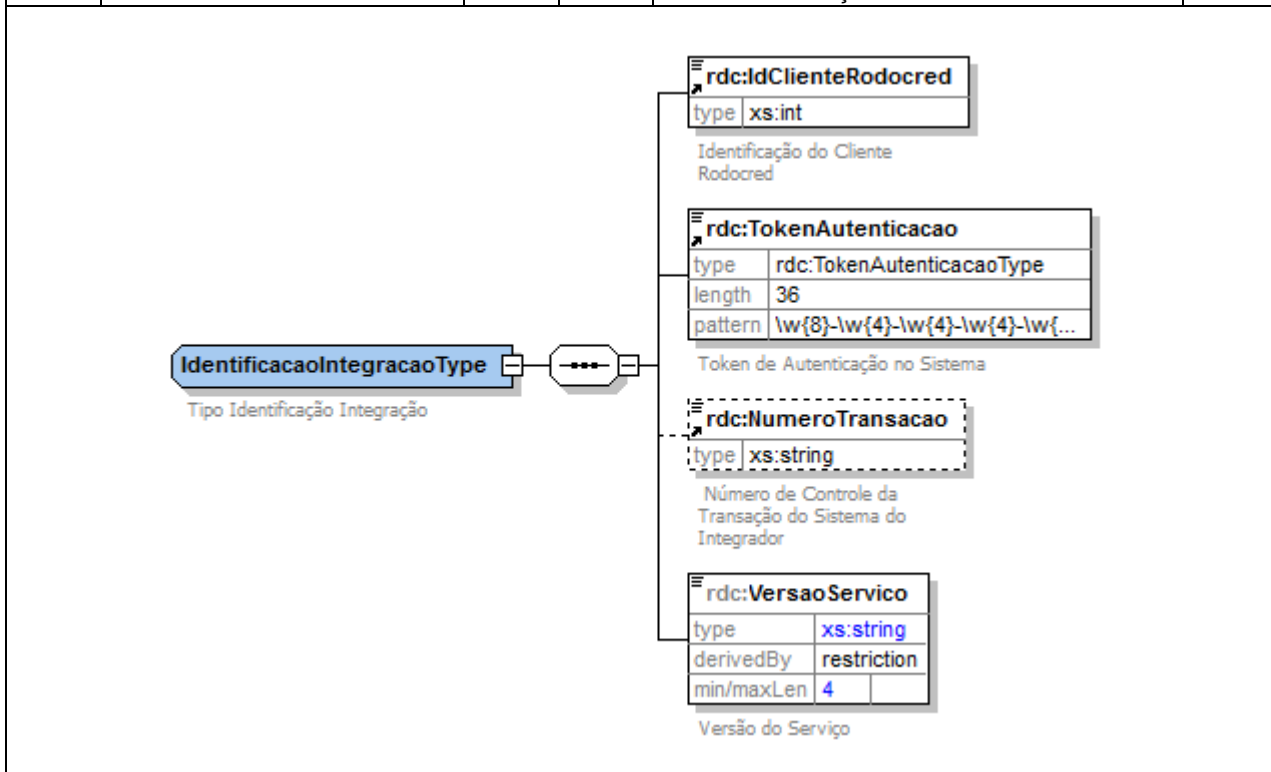 rdc:IdClienteRodocred
type xs:int
Identificação do Cliente
Rodocred
rdc:TokenAutenticacao
type rdc:TokenAutenticacaoType
length 36
pattern \w{8}-\w{4}-\w{4}-\w{4}-\w{...
Token de Autenticação no Sistema
IdentificacaoIntegracaoType
Tipo Identificação Integração
rdc:NumeroTransacao
type xs:string
Número de Controle da
Transação do Sistema do
Integrador
rdc:VersaoServico
type xs:string
derivedBy restriction
min/maxLen 4
Versão do Serviço